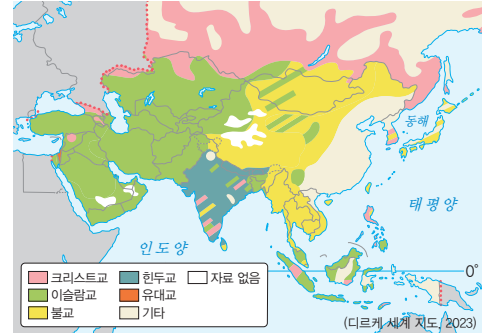 동해
태평양
인도양
0°
크리스트교 힌두교 자료 없음
이슬람교 유대교
불교 기타
(디르케 세계 지도, 2023)